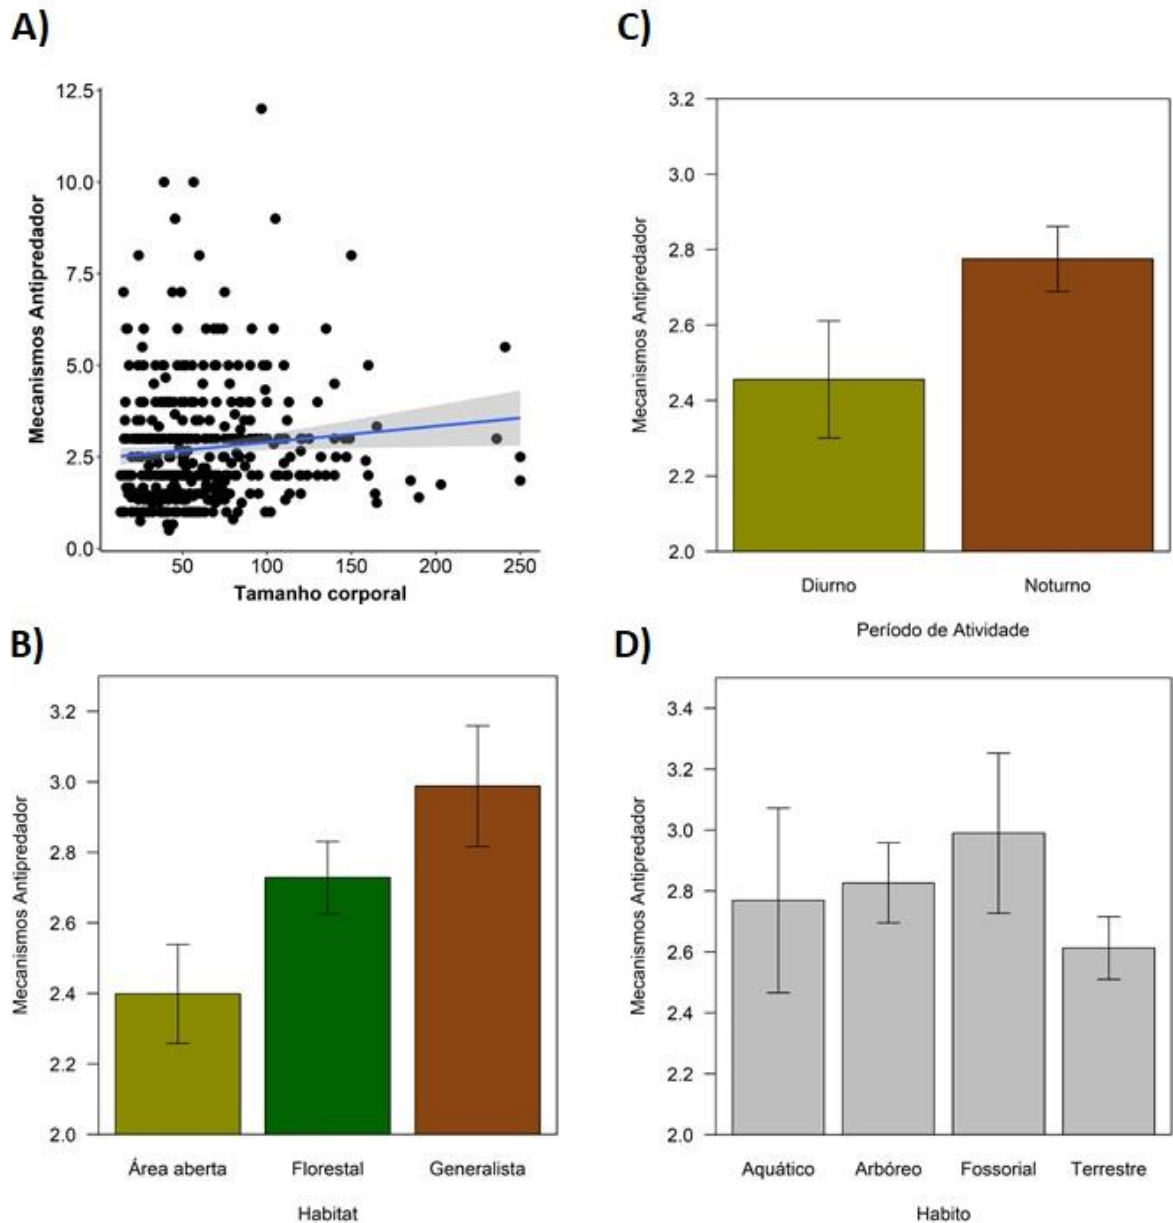 A)
Mecanismos Antipredador
12.5
10.0
7.5
5.0
2.5
0.0
50 100 150 200 250
Tamanho corporal
C)
Mecanismos Antipredador
3.2
3.0
2.8
2.6
2.4
2.2
2.0
Diurno Noturno
Período de Atividade
B)
Mecanismos Antipredador
3.2
3.0
2.8
2.6
2.4
2.2
2.0
Área aberta Florestal Generalista
Habitat
D)
Mecanismos Antipredador
3.4
3.2
3.0
2.8
2.6
2.4
2.2
2.0
Aquático Arbóreo Fossorial Terrestre
Habito